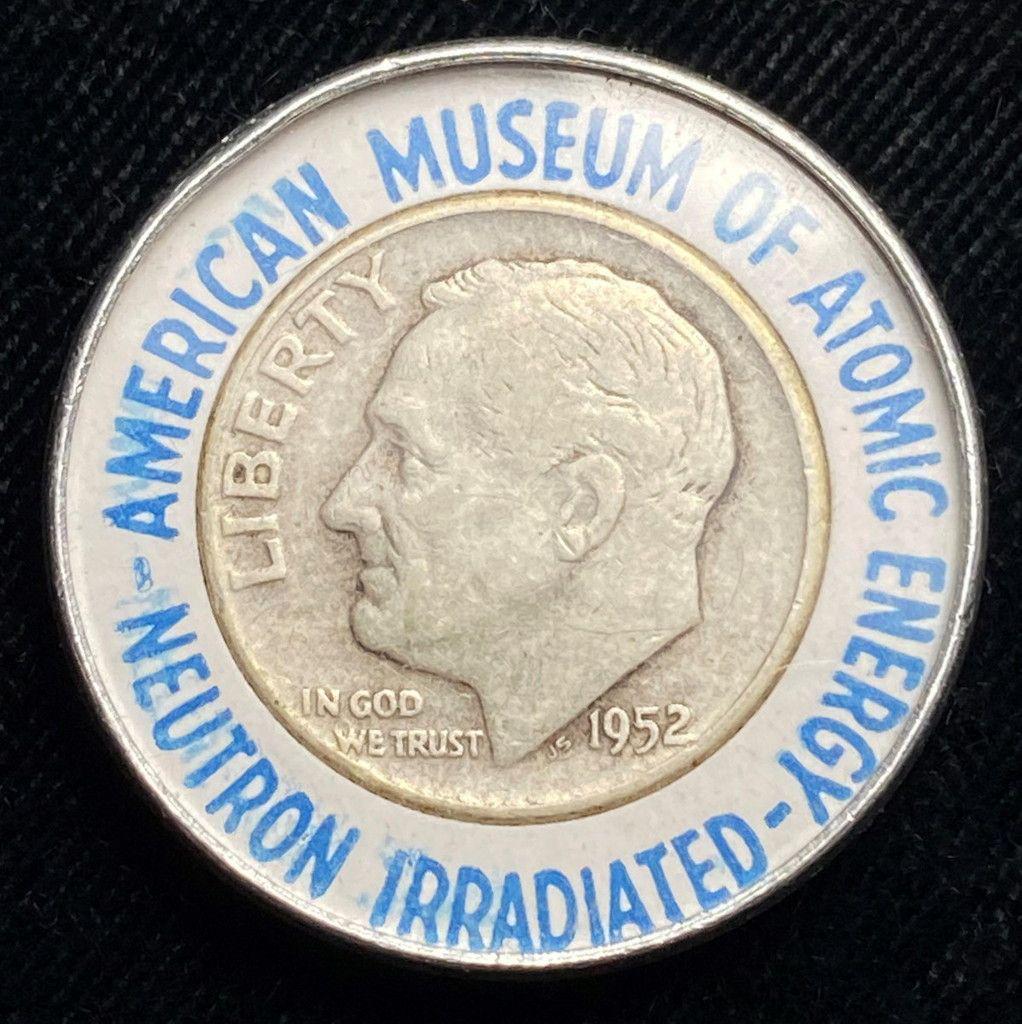 AMERICAN MUSEUM OF ATOMIC ENERGY-
NEUTRON IRRADIATED-
LIBERTY
IN GOD
WE TRUST
JS
1952